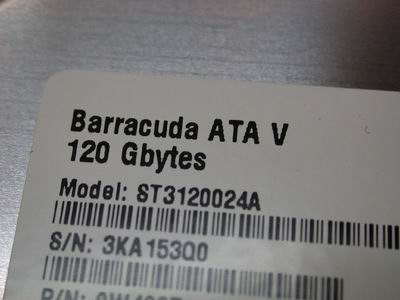 Barracuda ATA V
120 Gbytes
Model: ST3120024A
S/N: 3KA153Q0
P/N: